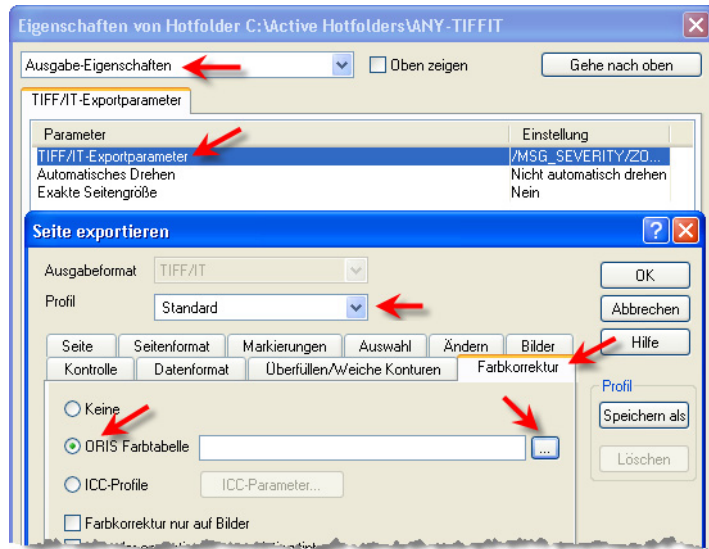 Eigenschaften von Hotfolder C:\Active Hotfolders\ANY-TIFFIT
Ausgabe-Eigenschaften
Oben zeigen
Gehe nach oben
TIFF/IT-Exportparameter
Parameter Einstellung
TIFF/IT-Exportparameter /MSG_SEVERITY/ZO...
Automatisches Drehen Nicht automatisch drehen
Exakte Seitengröße Nein
Seite exportieren
Ausgabeformat TIFF/IT
OK
Profil Standard
Abbrechen
Hilfe
Seite Seitenformat Markierungen Auswahl Ändern Bilder
Kontrolle Datenformat Überfüllen/Weiche Konturen Farbkorrektur
Profil
Speichern als
Löschen
Keine
ORIS Farbtabelle ...
ICC-Profile ICC-Parameter...
Farbkorrektur nur auf Bilder